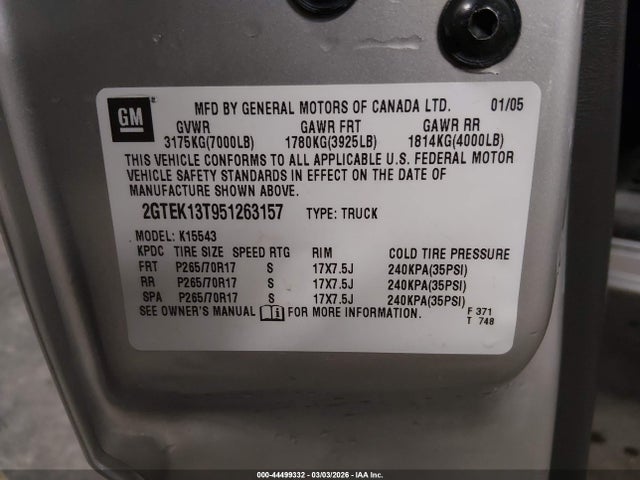 GM ® MFD BY GENERAL MOTORS OF CANADA LTD. 01/05
GVWR GAWR FRT GAWR RR
3175KG(7000LB) 1780KG(3925LB) 1814KG(4000LB)
THIS VEHICLE CONFORMS TO ALL APPLICABLE U.S. FEDERAL MOTOR
VEHICLE SAFETY STANDARDS IN EFFECT ON THE DATE OF
MANUFACTURE SHOWN ABOVE.
2GTEK13T951263157 TYPE: TRUCK
MODEL: K15543
KPDC TIRE SIZE SPEED RTG RIM COLD TIRE PRESSURE
FRT P265/70R17 S 17X7.5J 240KPA(35PSI)
RR P265/70R17 S 17X7.5J 240KPA(35PSI)
SPA P265/70R17 S 17X7.5J 240KPA(35PSI)
SEE OWNER'S MANUAL FOR MORE INFORMATION. F 371
T 748
000-44499332 - 03/03/2026 - IAA Inc.